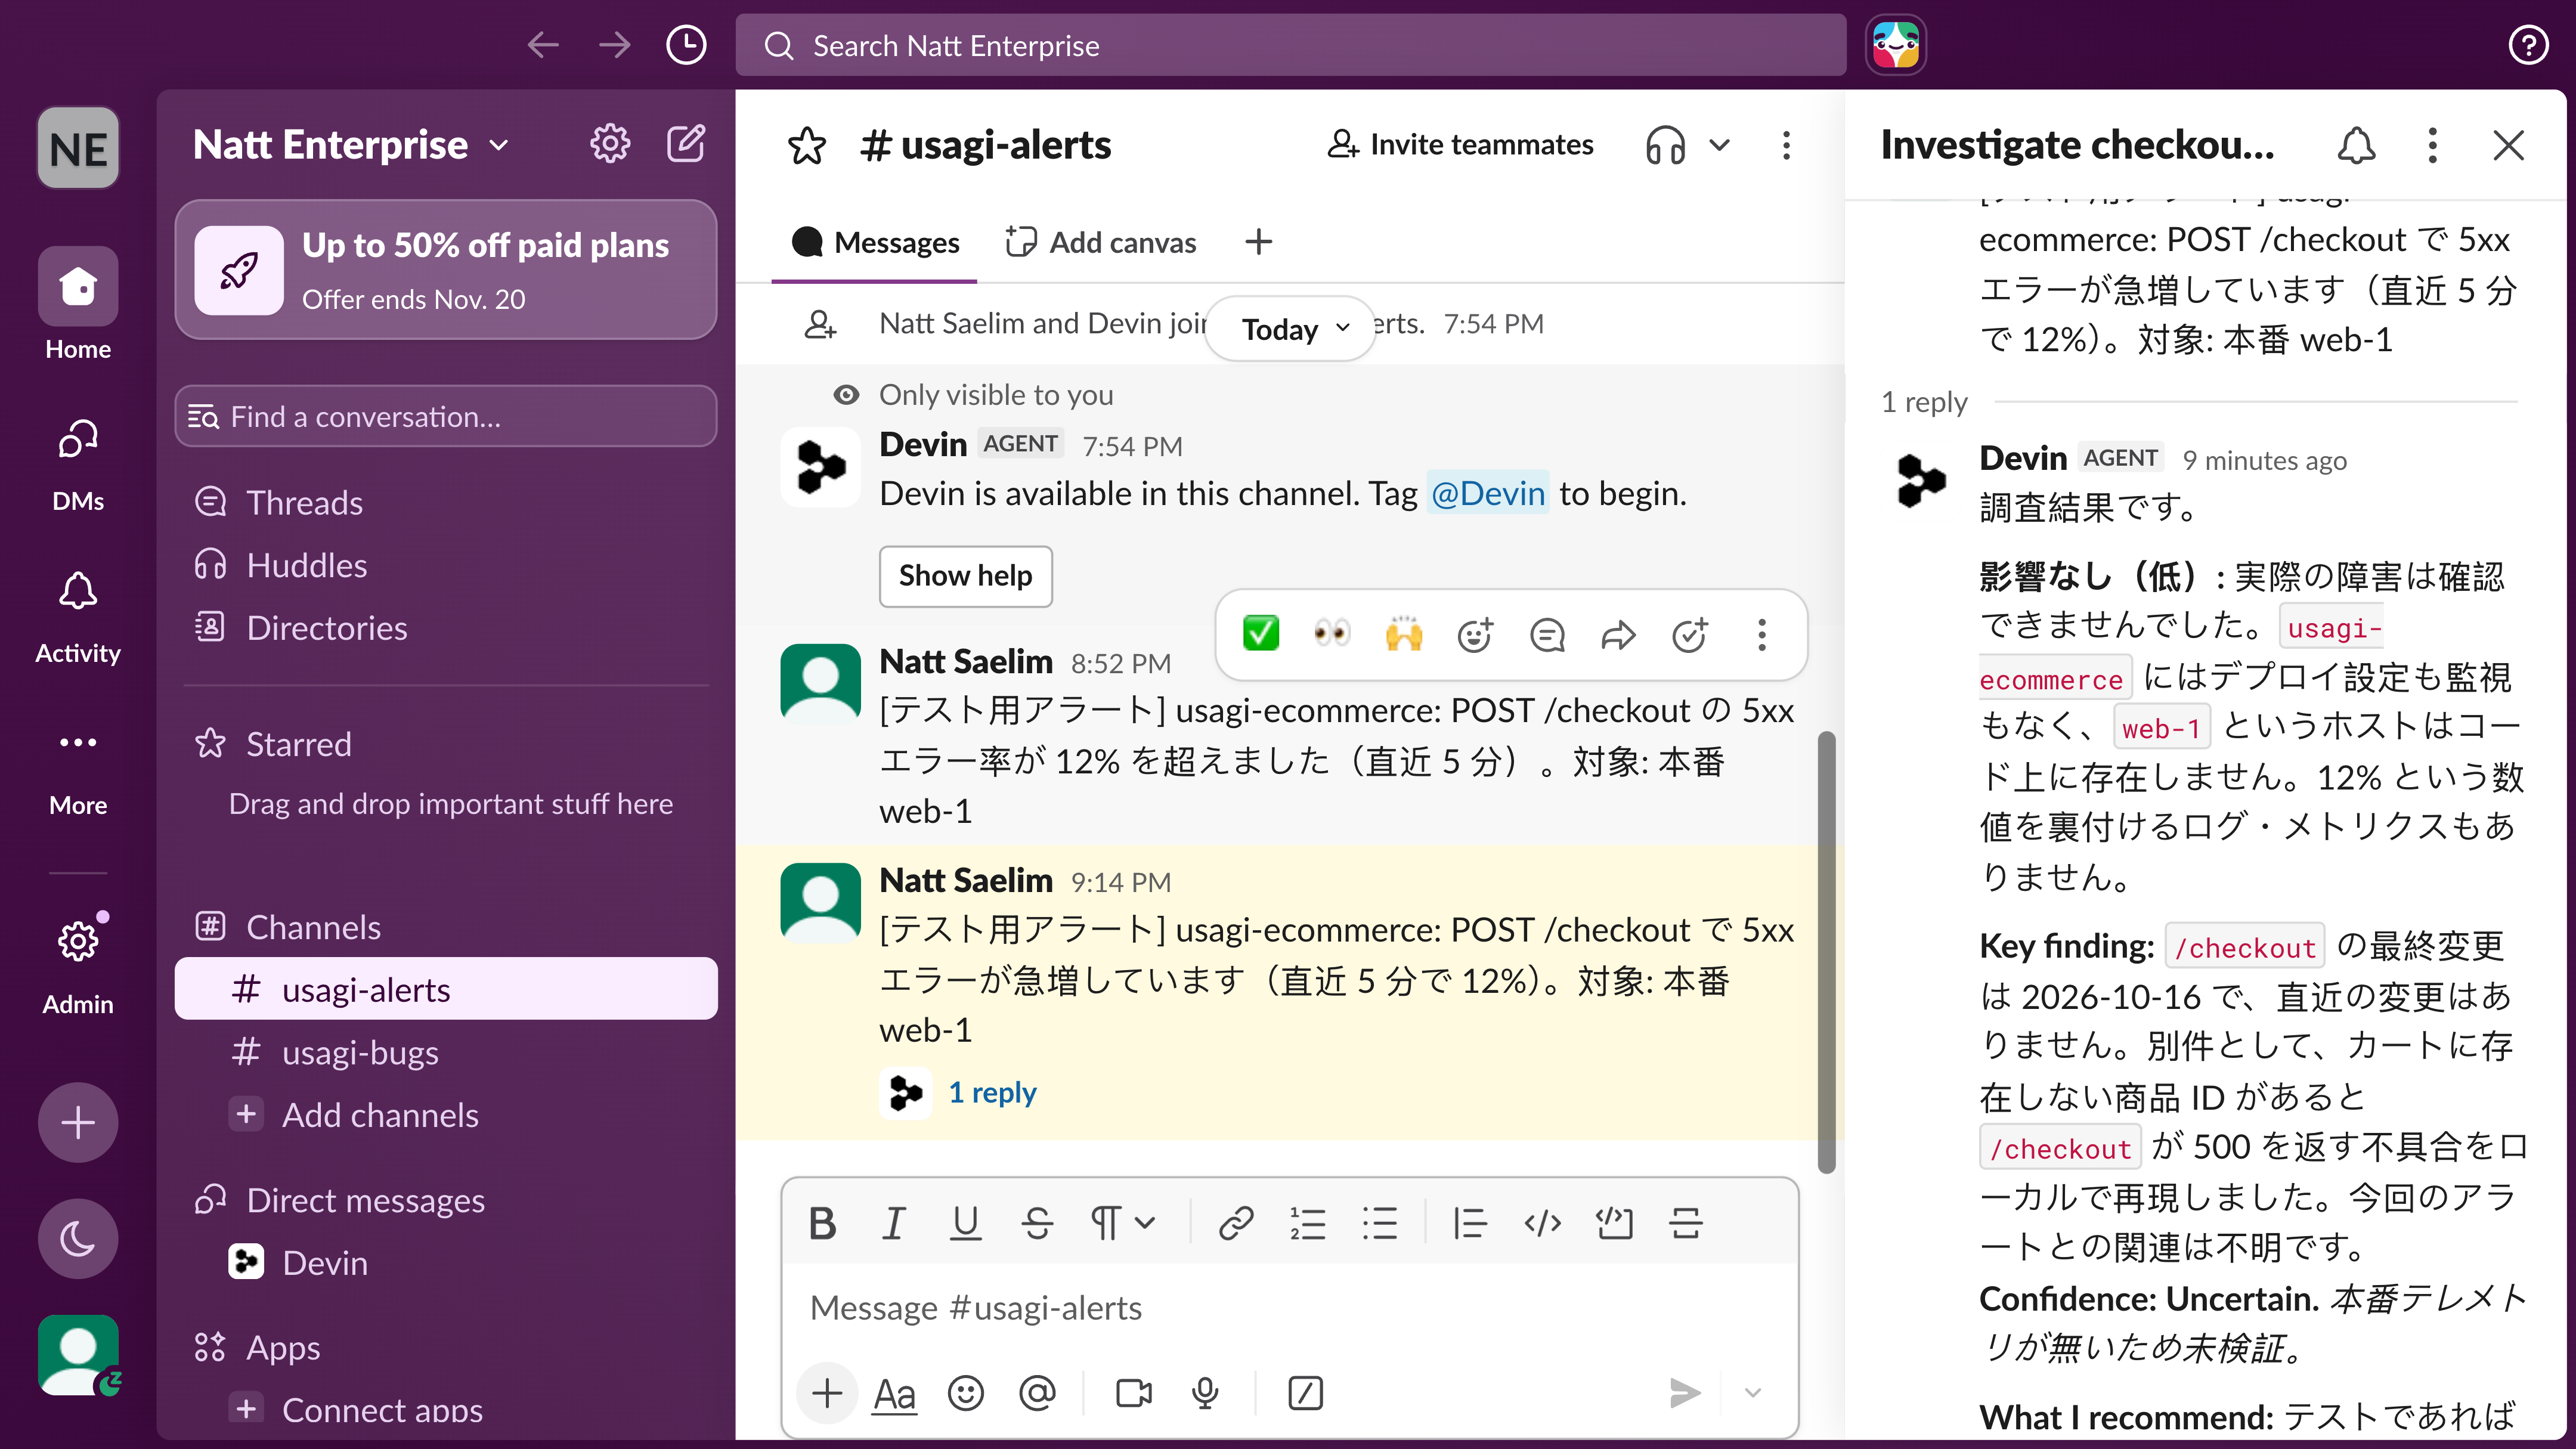 Search Natt Enterprise
NE
Home
DMs
Activity
More
Admin
Natt Enterprise
Up to 50% off paid plans
Offer ends Nov. 20
Find a conversation...
Threads
Huddles
Directories
Starred
Drag and drop important stuff here
Channels
# usagi-alerts
# usagi-bugs
Add channels
Direct messages
Devin
Apps
Connect apps
# usagi-alerts
Invite teammates
Messages
Add canvas
Natt Saelim and Devin
Today
7:54 PM
Only visible to you
Devin AGENT 7:54 PM
Devin is available in this channel. Tag @Devin to begin.
Show help
Natt Saelim 8:52 PM
[テスト用アラート] usagi-ecommerce: POST /checkout の 5xx
エラー率が 12% を超えました（直近 5 分）。対象: 本番
web-1
Natt Saelim 9:14 PM
[テスト用アラート] usagi-ecommerce: POST /checkout で 5xx
エラーが急増しています（直近 5 分で 12%）。対象: 本番
web-1
1 reply
Message #usagi-alerts
Aa
Investigate checkou...
ecommerce: POST /checkout で 5xx
エラーが急増しています（直近 5 分
で 12%）。対象: 本番 web-1
1 reply
Devin AGENT 9 minutes ago
調査結果です。
影響なし（低）: 実際の障害は確認
できませんでした。usagi-
ecommerce にはデプロイ設定も監視
もなく、web-1 というホストはコー
ド上に存在しません。12% という数
値を裏付けるログ・メトリクスもあ
りません。
Key finding: /checkout の最終変更
は 2026-10-16 で、直近の変更はあ
りません。別件として、カートに存
在しない商品 ID があると
/checkout が 500 を返す不具合をロ
ーカルで再現しました。今回のアラ
ートとの関連は不明です。
Confidence: Uncertain. 本番テレメト
リが無いため未検証。
What I recommend: テストであれば